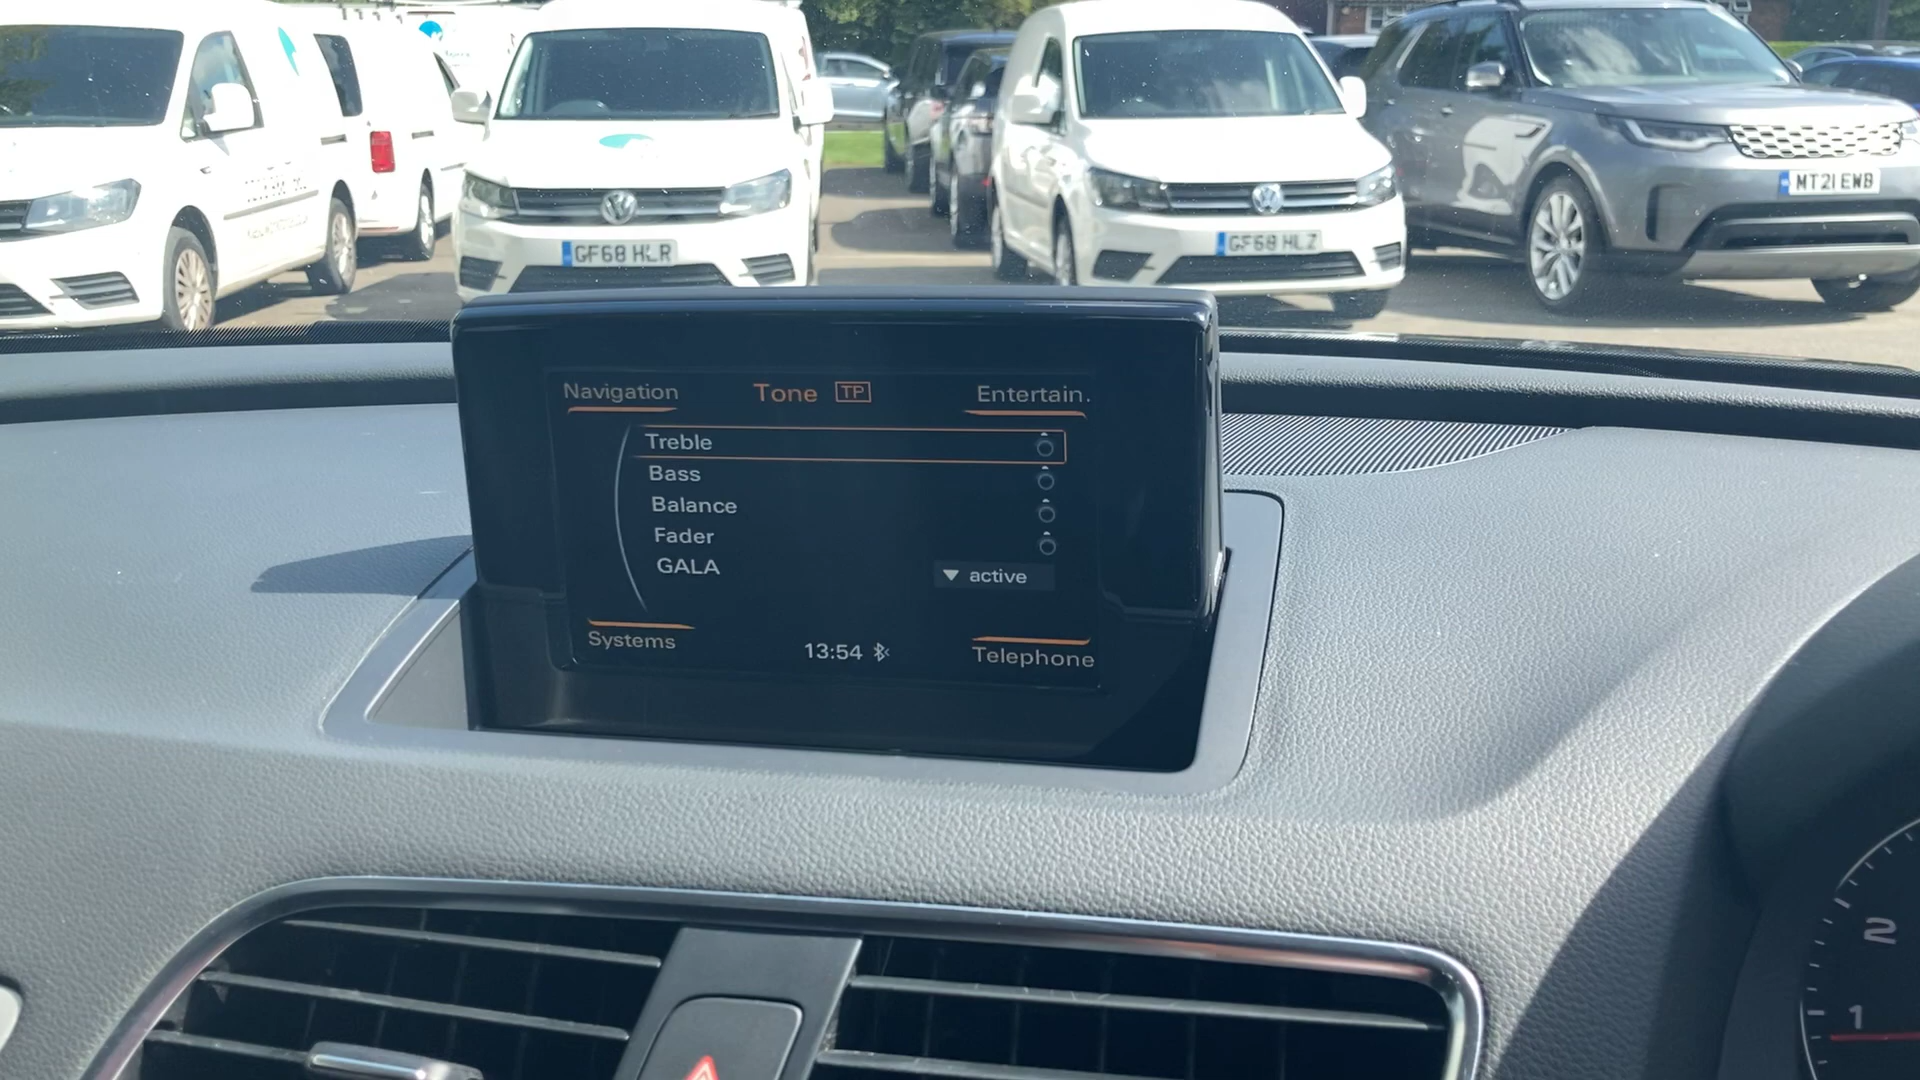 GF68 HLR
GF68 HLZ
MT21 EWB
Navigation
Tone TP
Entertain.
Treble
Bass
Balance
Fader
GALA
active
Systems
13:54
Telephone
2
1